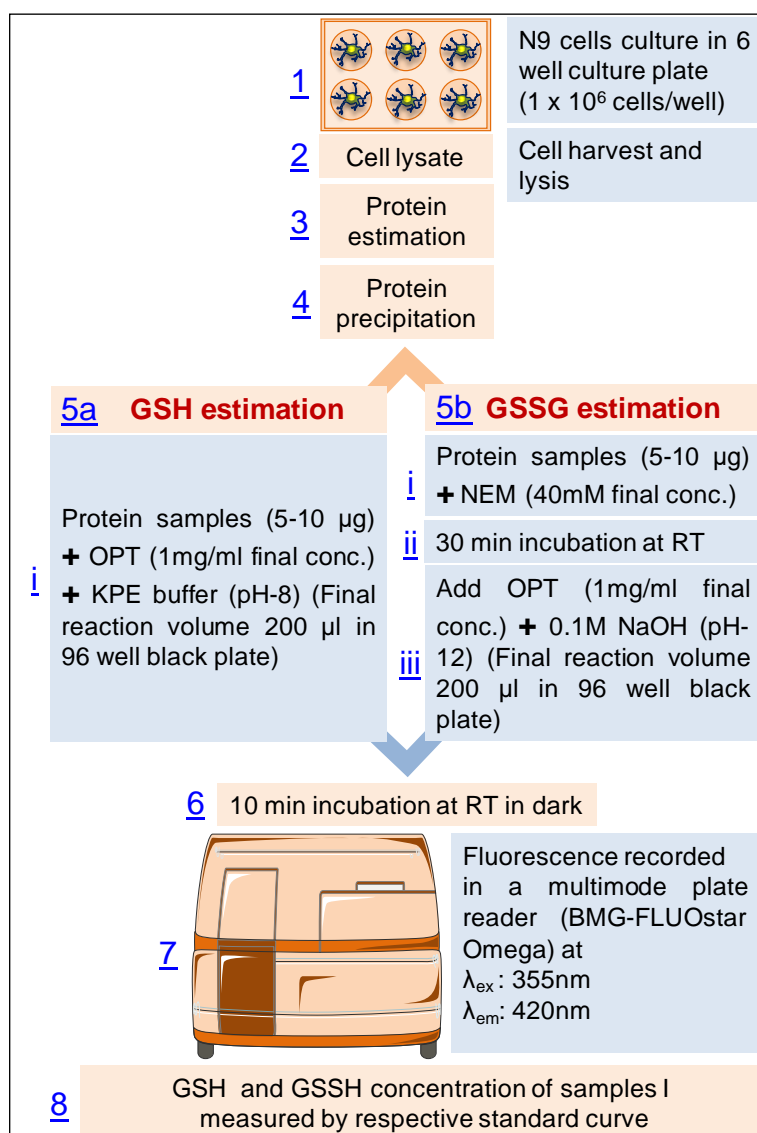 1
N9 cells culture in 6
well culture plate
(1 x 10⁶ cells/well)
2
Cell lysate
Cell harvest and
lysis
3
Protein
estimation
4
Protein
precipitation
5a GSH estimation
i
Protein samples (5-10 µg)
+ OPT (1mg/ml final conc.)
+ KPE buffer (pH-8) (Final
reaction volume 200 µl in
96 well black plate)
5b GSSG estimation
i
Protein samples (5-10 µg)
+ NEM (40mM final conc.)
ii
30 min incubation at RT
iii
Add OPT (1mg/ml final
conc.) + 0.1M NaOH (pH-
12) (Final reaction volume
200 µl in 96 well black
plate)
6
10 min incubation at RT in dark
7
Fluorescence recorded
in a multimode plate
reader (BMG-FLUOstar
Omega) at
λex : 355nm
λem: 420nm
8
GSH and GSSH concentration of samples I
measured by respective standard curve